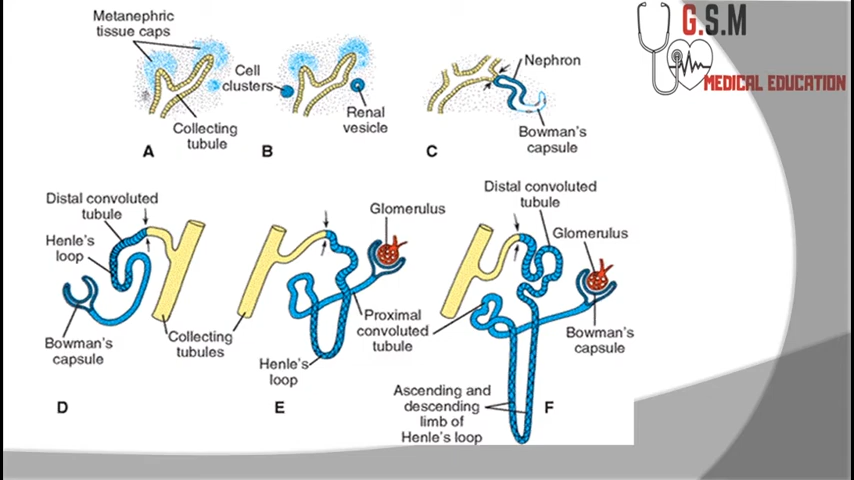 G.S.M
MEDICAL EDUCATION
Metanephric
tissue caps
Cell
clusters
Collecting
tubule
Renal
vesicle
A
B
Nephron
Bowman's
capsule
C
Distal convoluted
tubule
Henle's
loop
Bowman's
capsule
Collecting
tubules
D
Glomerulus
Proximal
convoluted
tubule
Henle's
loop
E
Distal convoluted
tubule
Glomerulus
Bowman's
capsule
Ascending and
descending
limb of
Henle's loop
F